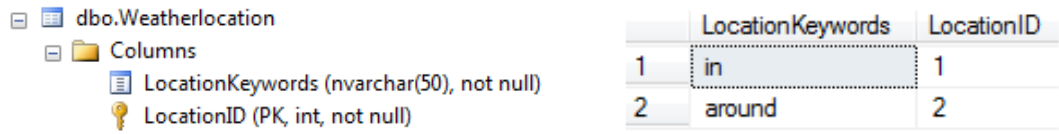 dbo.Weatherlocation
Columns
LocationKeywords (nvarchar(50), not null)
LocationID (PK, int, not null)
LocationKeywords LocationID
1 in 1
2 around 2